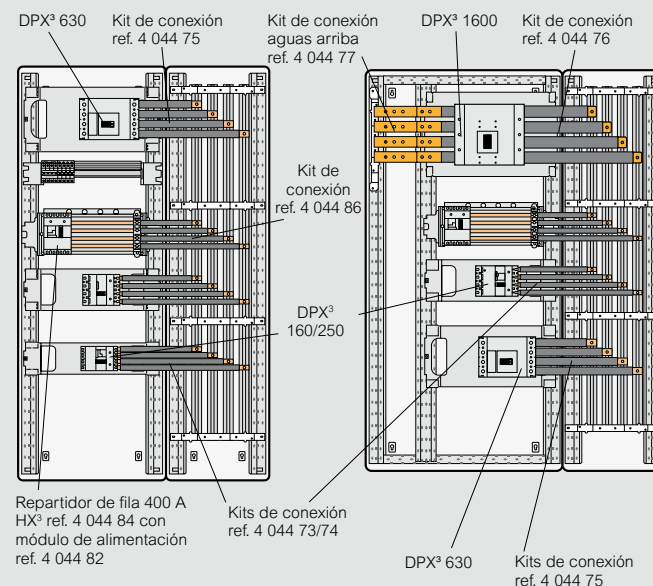 DPX³ 630
Kit de conexión
ref. 4 044 75
Kit de conexión
aguas arriba
ref. 4 044 77
DPX³ 1600
Kit de conexión
ref. 4 044 76
Kit de
conexión
ref. 4 044 86
DPX³
160/250
Repartidor de fila 400 A
HX³ ref. 4 044 84 con
módulo de alimentación
ref. 4 044 82
Kits de conexión
ref. 4 044 73/74
DPX³ 630
Kits de conexión
ref. 4 044 75